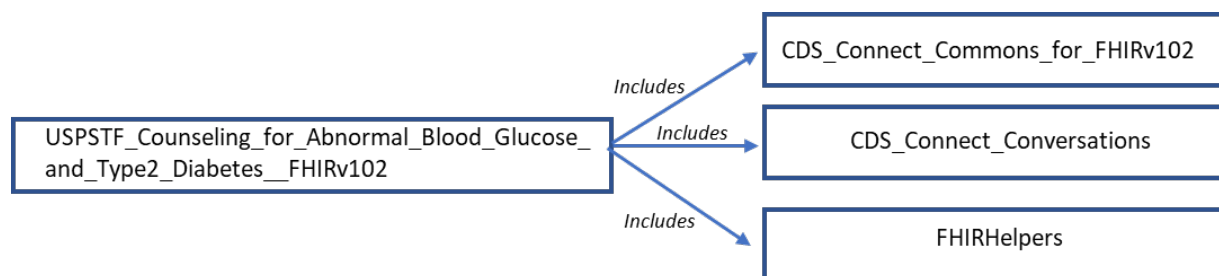 CDS_Connect_Commons_for_FHIRv102
Includes
USPSTF_Counseling_for_Abnormal_Blood_Glucose_
and_Type2_Diabetes__FHIRv102
Includes
CDS_Connect_Conversations
Includes
FHIRHelpers